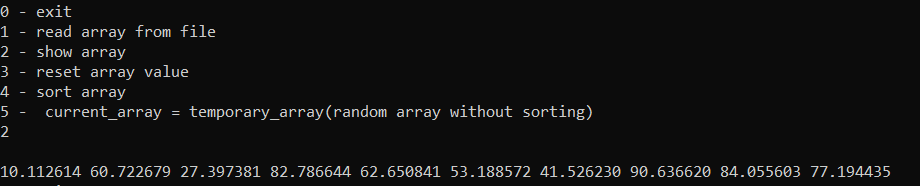 0 - exit
1 - read array from file
2 - show array
3 - reset array value
4 - sort array
5 -  current_array = temporary_array(random array without sorting)
2
10.112614 60.722679 27.397381 82.786644 62.650841 53.188572 41.526230 90.636620 84.055603 77.194435